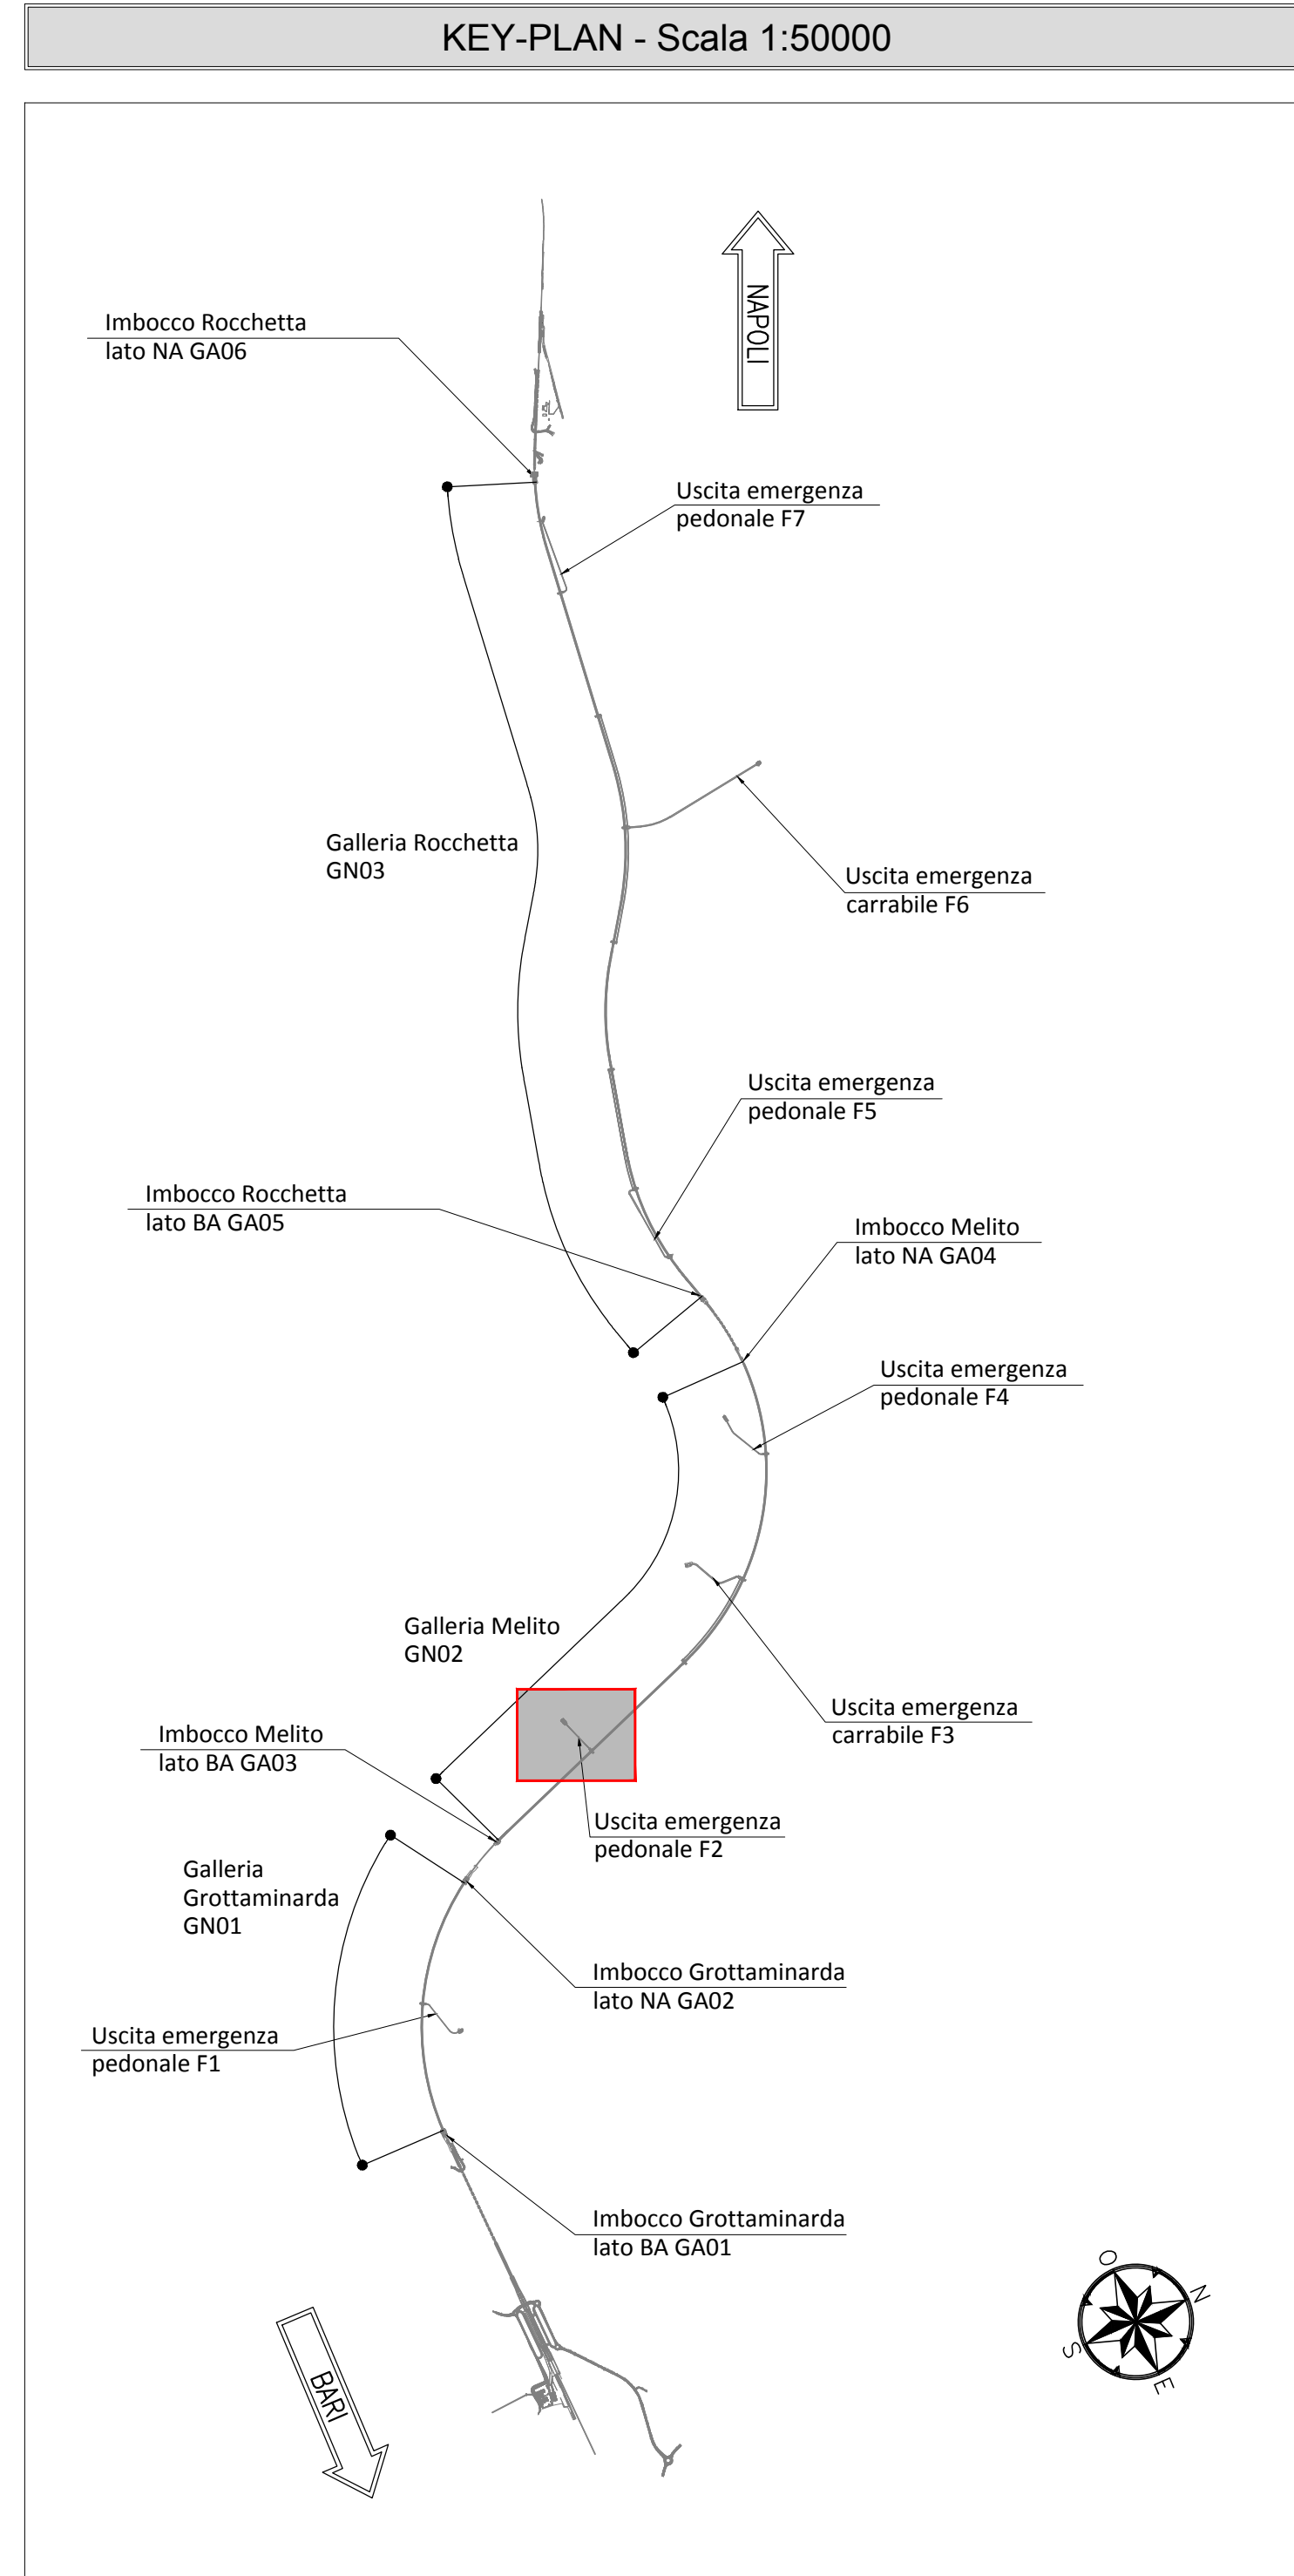 KEY-PLAN - Scala 1:50000
NAPOLI
Imbocco Rocchetta
lato NA GA06
Uscita emergenza
pedonale F7
Galleria Rocchetta
GN03
Uscita emergenza
carrabile F6
Uscita emergenza
pedonale F5
Imbocco Rocchetta
lato BA GA05
Imbocco Melito
lato NA GA04
Uscita emergenza
pedonale F4
Galleria Melito
GN02
Uscita emergenza
carrabile F3
Imbocco Melito
lato BA GA03
Uscita emergenza
pedonale F2
Galleria
Grottaminarda
GN01
Imbocco Grottaminarda
lato NA GA02
Uscita emergenza
pedonale F1
Imbocco Grottaminarda
lato BA GA01
O
N
S
E
BARI